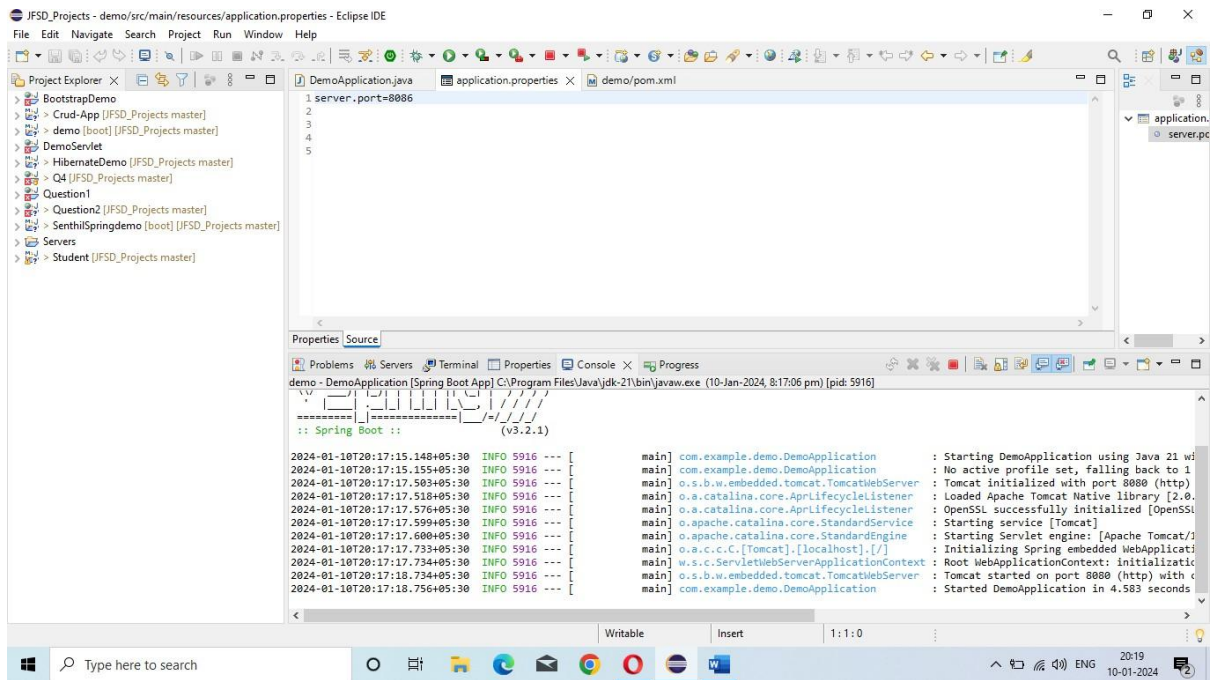 JFSD_Projects - demo/src/main/resources/application.properties - Eclipse IDE
File Edit Navigate Search Project Run Window Help
Project Explorer
DemoApplication.java application.properties demo/pom.xml
BootstrapDemo
> Crud-App [JFSD_Projects master]
> demo [boot] [JFSD_Projects master]
DemoServlet
> HibernateDemo [JFSD_Projects master]
> Q4 [JFSD_Projects master]
Question1
> Question2 [JFSD_Projects master]
> SenthilSpringdemo [boot] [JFSD_Projects master]
Servers
> Student [JFSD_Projects master]
1 server.port=8086
2
3
4
5
application.
server.pc
Properties Source
Problems Servers Terminal Properties Console Progress
demo - DemoApplication [Spring Boot App] C:\Program Files\Java\jdk-21\bin\javaw.exe (10-Jan-2024, 8:17:06 pm) [pid: 5916]
' |____| .__|_| |_|_| |_\__, | / / / /
=========|_|==============|___/=/_/_/_/
:: Spring Boot :: (v3.2.1)
2024-01-10T20:17:15.148+05:30 INFO 5916 --- [ main] com.example.demo.DemoApplication : Starting DemoApplication using Java 21 wi
2024-01-10T20:17:15.155+05:30 INFO 5916 --- [ main] com.example.demo.DemoApplication : No active profile set, falling back to 1
2024-01-10T20:17:17.503+05:30 INFO 5916 --- [ main] o.s.b.w.embedded.tomcat.TomcatWebServer : Tomcat initialized with port 8080 (http)
2024-01-10T20:17:17.518+05:30 INFO 5916 --- [ main] o.a.catalina.core.AprLifecycleListener : Loaded Apache Tomcat Native library [2.0.
2024-01-10T20:17:17.576+05:30 INFO 5916 --- [ main] o.a.catalina.core.AprLifecycleListener : OpenSSL successfully initialized [OpenSSL
2024-01-10T20:17:17.599+05:30 INFO 5916 --- [ main] o.apache.catalina.core.StandardService : Starting service [Tomcat]
2024-01-10T20:17:17.600+05:30 INFO 5916 --- [ main] o.apache.catalina.core.StandardEngine : Starting Servlet engine: [Apache Tomcat/1
2024-01-10T20:17:17.733+05:30 INFO 5916 --- [ main] o.a.c.c.C.[Tomcat].[localhost].[/] : Initializing Spring embedded WebApplicati
2024-01-10T20:17:17.734+05:30 INFO 5916 --- [ main] w.s.c.ServletWebServerApplicationContext : Root WebApplicationContext: initializatio
2024-01-10T20:17:18.734+05:30 INFO 5916 --- [ main] o.s.b.w.embedded.tomcat.TomcatWebServer : Tomcat started on port 8080 (http) with c
2024-01-10T20:17:18.756+05:30 INFO 5916 --- [ main] com.example.demo.DemoApplication : Started DemoApplication in 4.583 seconds
Writable Insert 1:1:0
Type here to search
ENG
20:19
10-01-2024
2